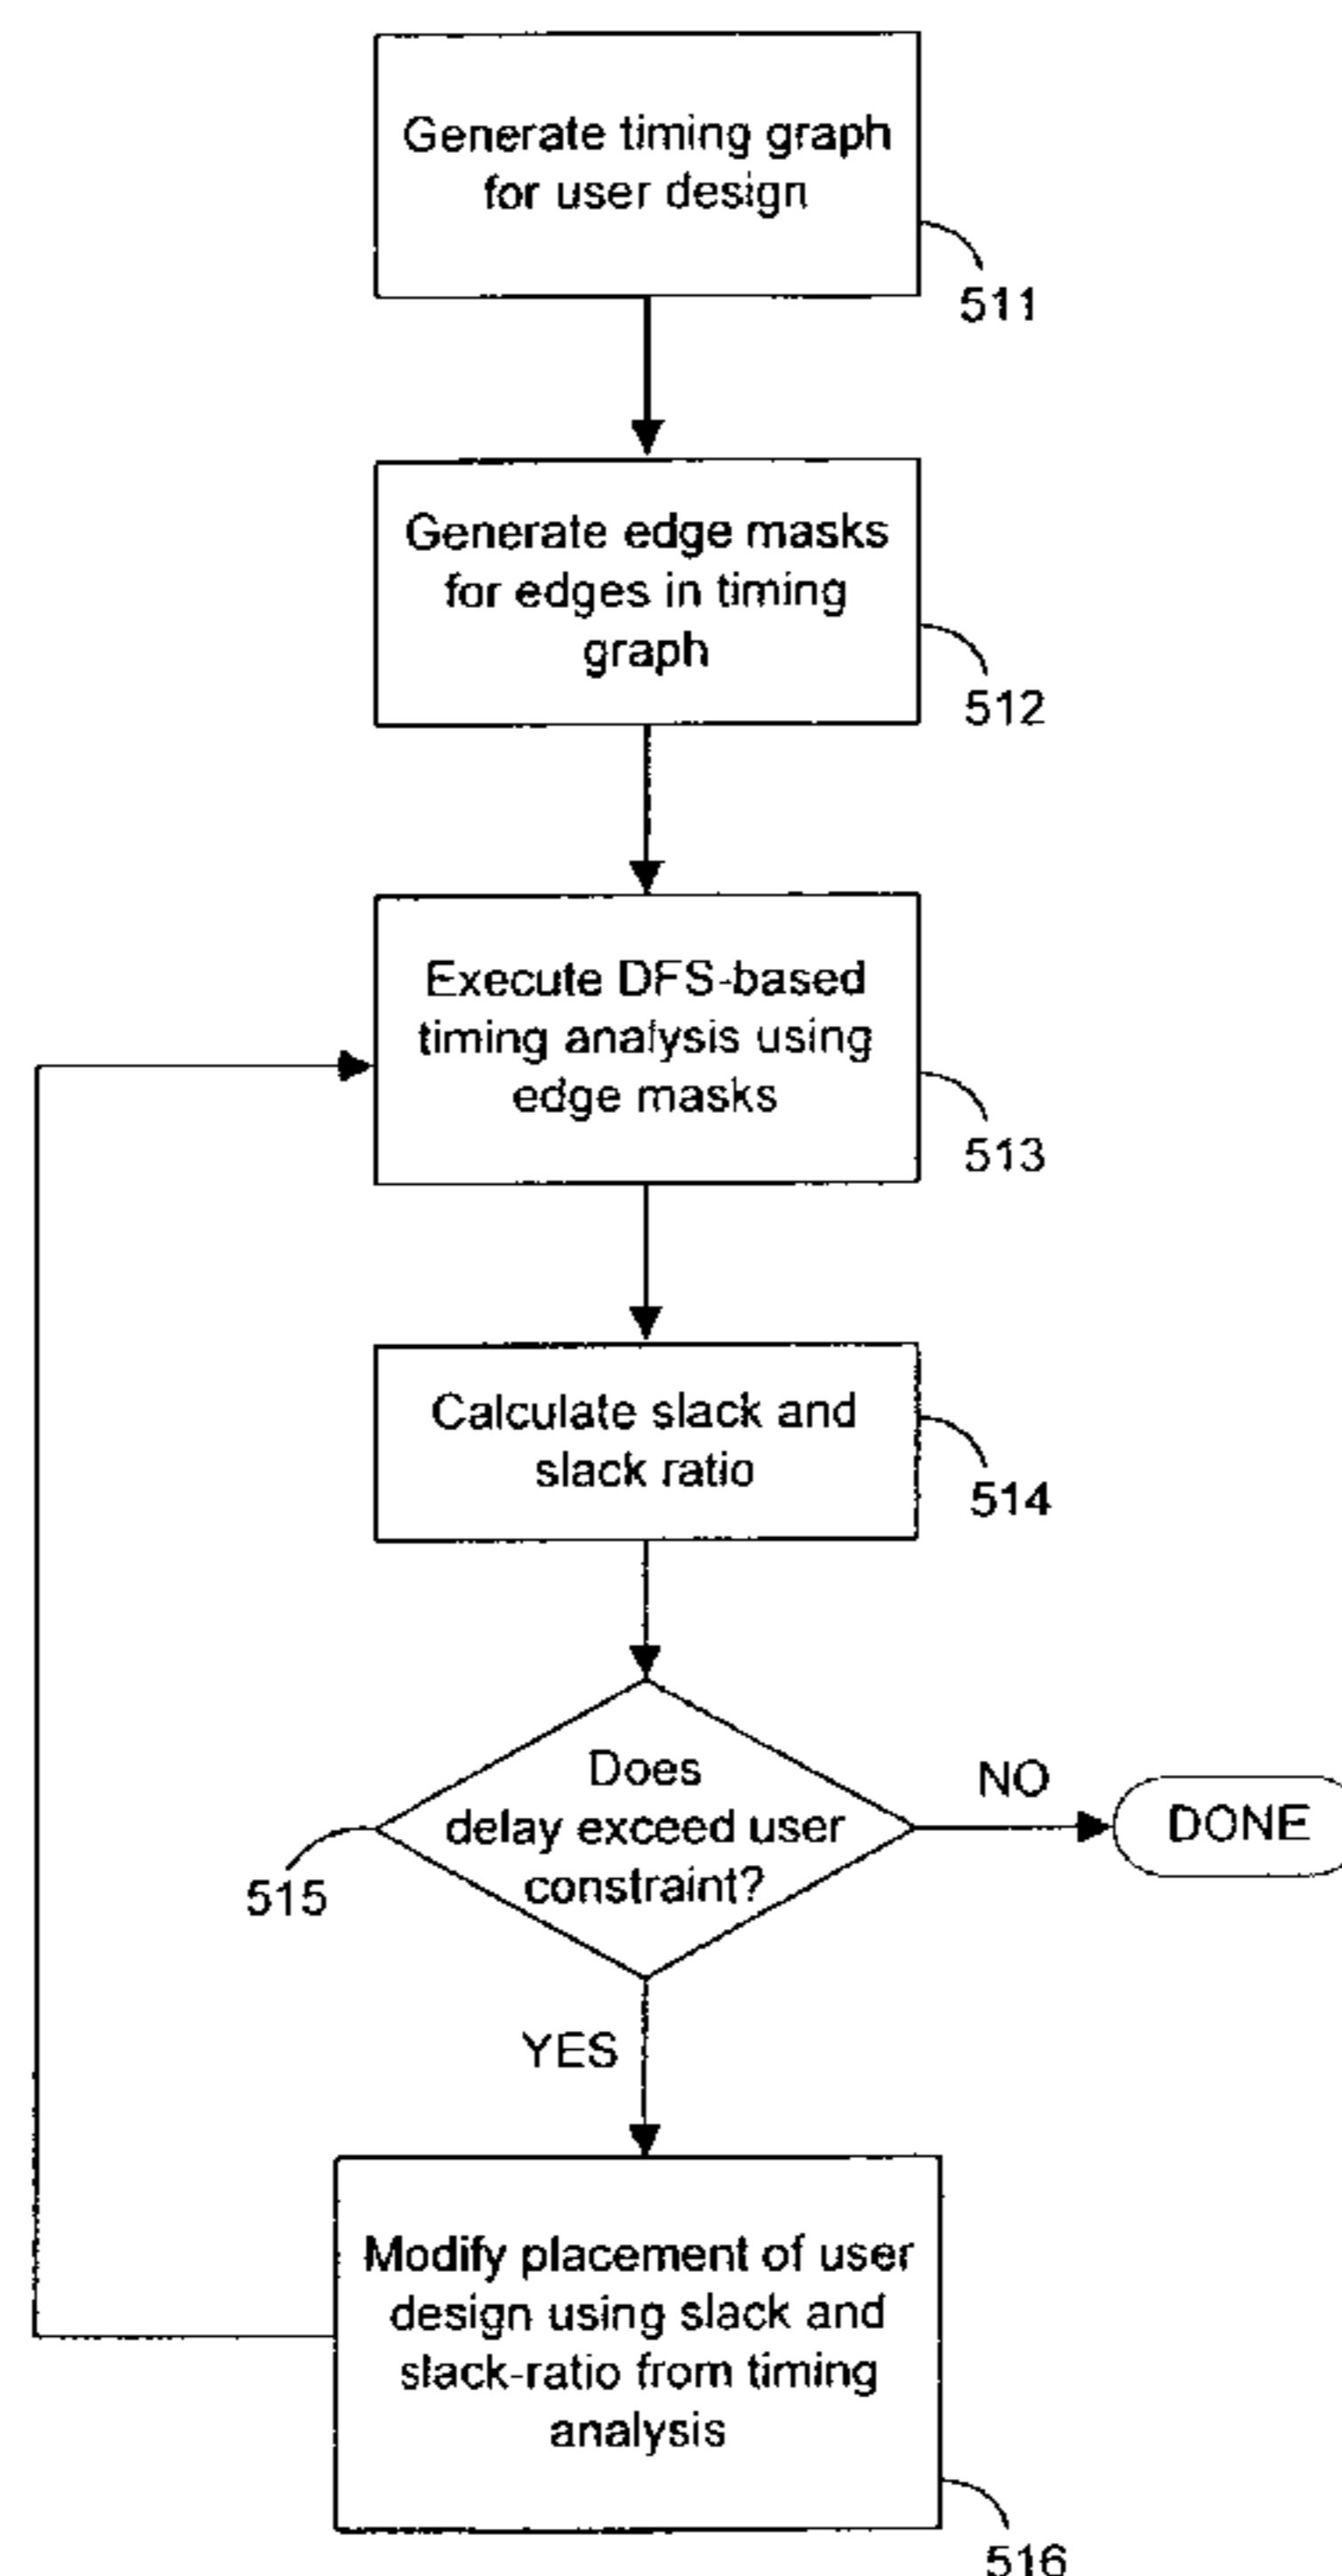 Generate timing graph
for user design
511
Generate edge masks
for edges in timing
graph
512
Execute DFS-based
timing analysis using
edge masks
513
Calculate slack and
slack ratio
514
Does
delay exceed user
constraint?
NO
DONE
515
YES
Modify placement of user
design using slack and
slack-ratio from timing
analysis
516